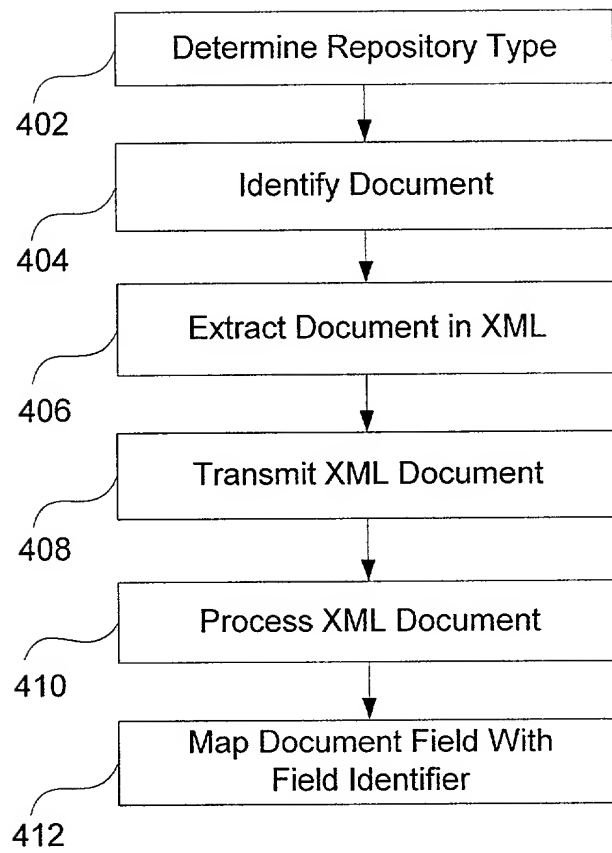 Determine Repository Type
402
Identify Document
404
Extract Document in XML
406
Transmit XML Document
408
Process XML Document
410
Map Document Field With
Field Identifier
412